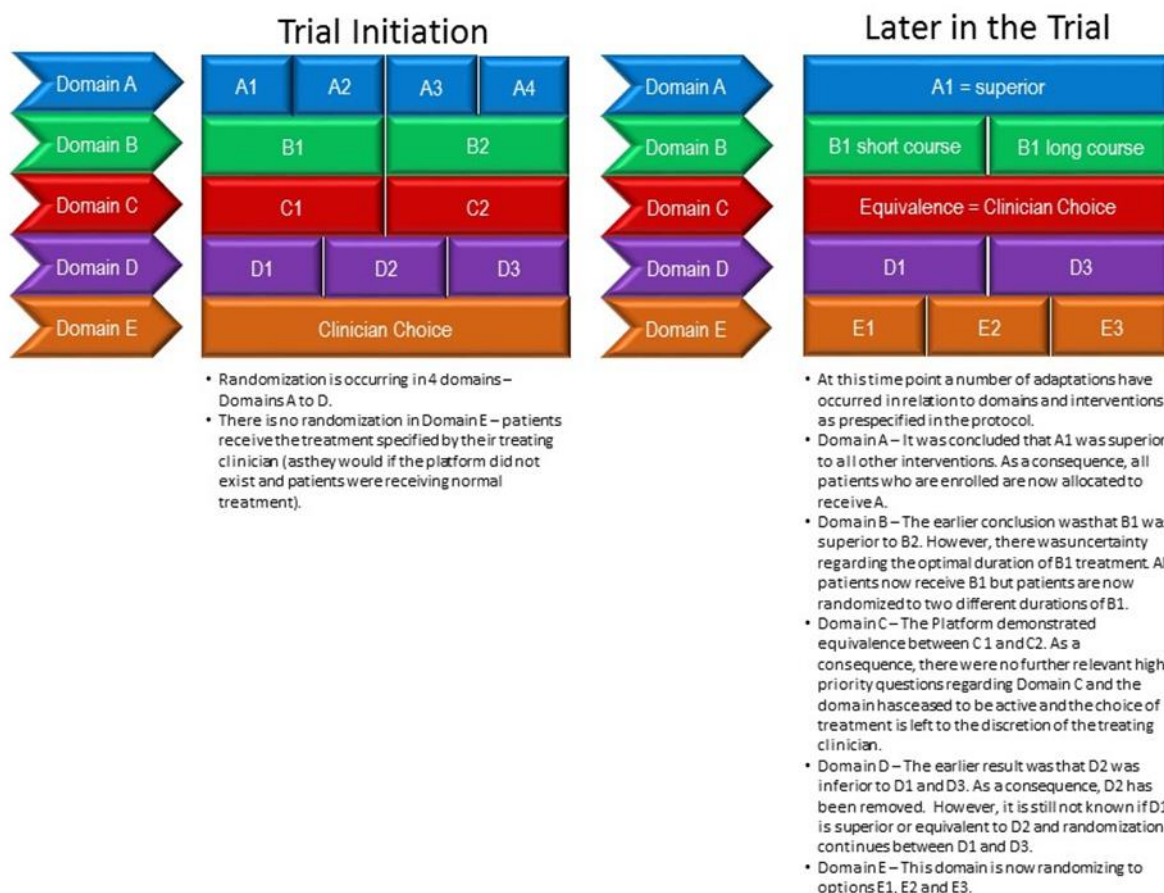 Trial Initiation
Domain A
A1
A2
A3
A4
Domain B
B1
B2
Domain C
C1
C2
Domain D
D1
D2
D3
Domain E
Clinician Choice
• Randomization is occurring in 4 domains –
Domains A to D.
• There is no randomization in Domain E – patients
receive the treatment specified by their treating
clinician (as they would if the platform did not
exist and patients were receiving normal
treatment).
Later in the Trial
Domain A
A1 = superior
Domain B
B1 short course
B1 long course
Domain C
Equivalence = Clinician Choice
Domain D
D1
D3
Domain E
E1
E2
E3
• At this time point a number of adaptations have
occurred in relation to domains and interventions
as prespecified in the protocol.
• Domain A – It was concluded that A1 was superior
to all other interventions. As a consequence, all
patients who are enrolled are now allocated to
receive A.
• Domain B – The earlier conclusion was that B1 wa
superior to B2. However, there was uncertainty
regarding the optimal duration of B1 treatment. Al
patients now receive B1 but patients are now
randomized to two different durations of B1.
• Domain C – The Platform demonstrated
equivalence between C1 and C2. As a
consequence, there were no further relevant high
priority questions regarding Domain C and the
domain has ceased to be active and the choice of
treatment is left to the discretion of the treating
clinician.
• Domain D – The earlier result was that D2 was
inferior to D1 and D3. As a consequence, D2 has
been removed. However, it is still not known if D1
is superior or equivalent to D2 and randomization
continues between D1 and D3.
• Domain E – This domain is now randomizing to
options E1, E2 and E3.